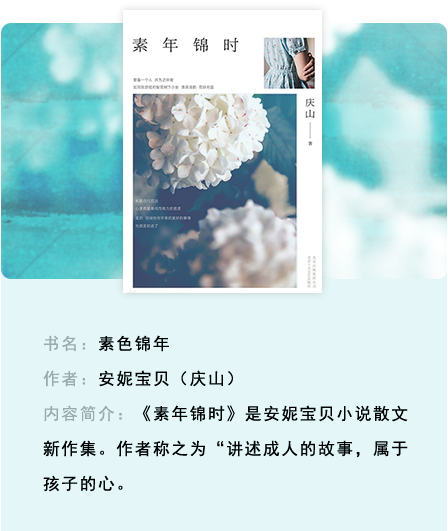 素年锦时
庆山
著
书名：素色锦年
作者：安妮宝贝（庆山）
内容简介：《素年锦时》是安妮宝贝小说散文
新作集。作者称之为“讲述成人的故事，属于
孩子的心。